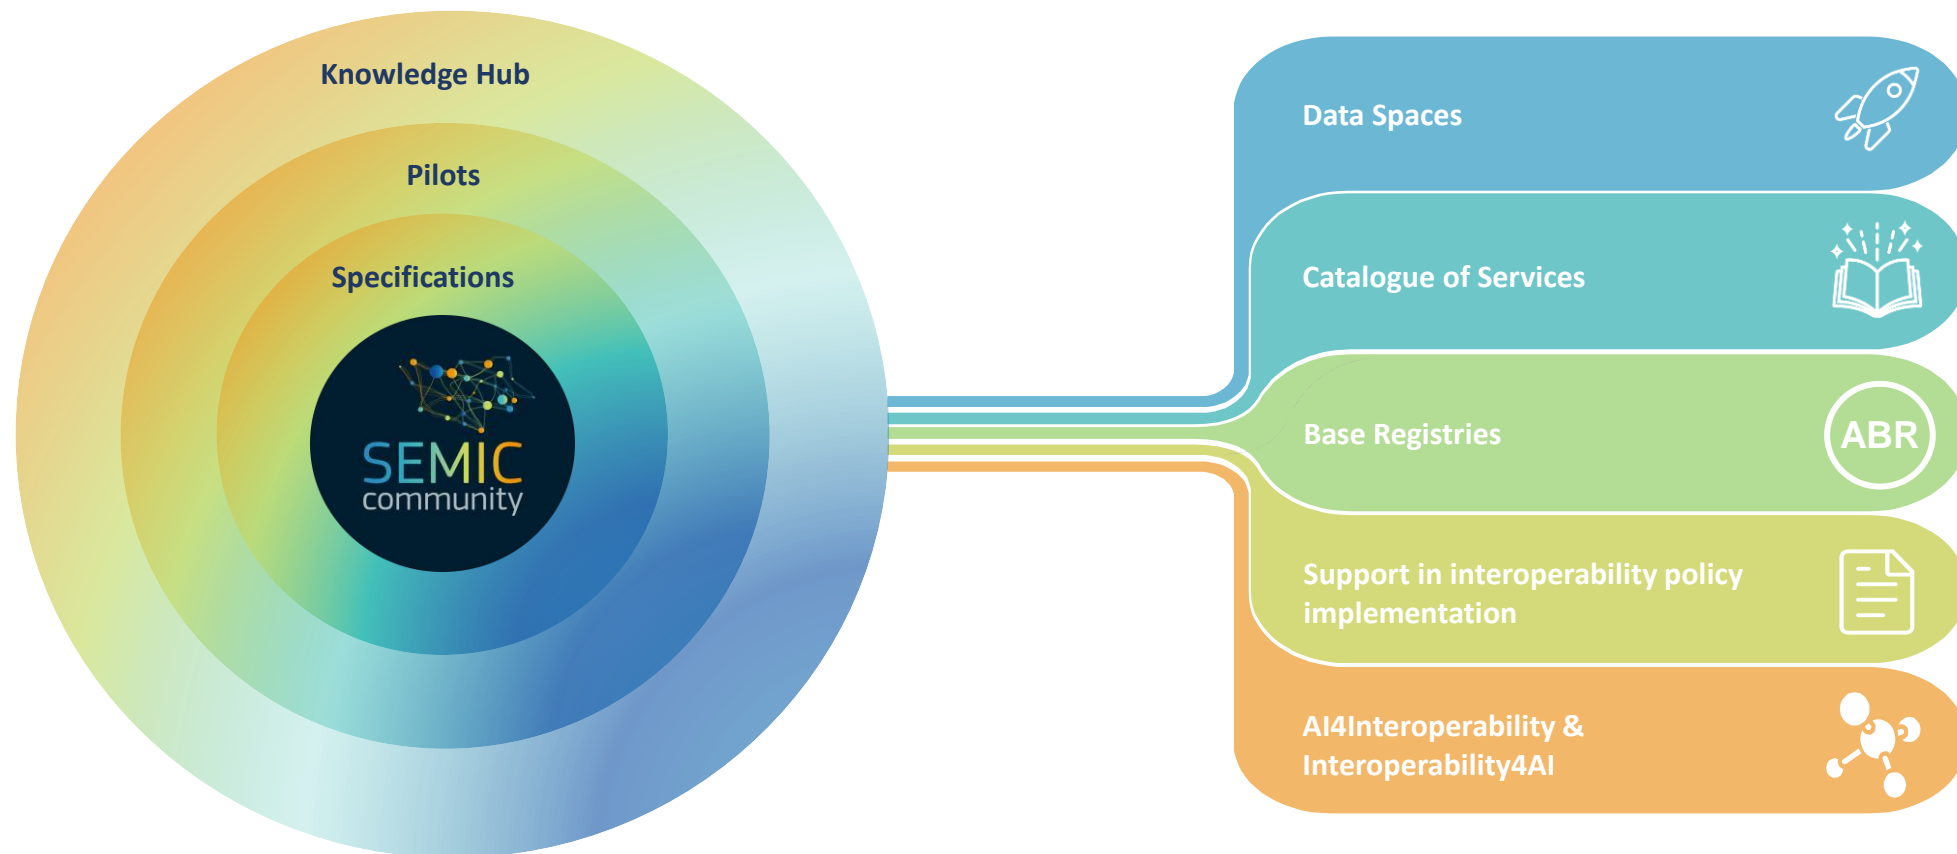 Knowledge Hub
Pilots
Specifications
SEMIC
community
Data Spaces
Catalogue of Services
Base Registries
ABR
Support in interoperability policy
implementation
AI4Interoperability &
Interoperability4AI